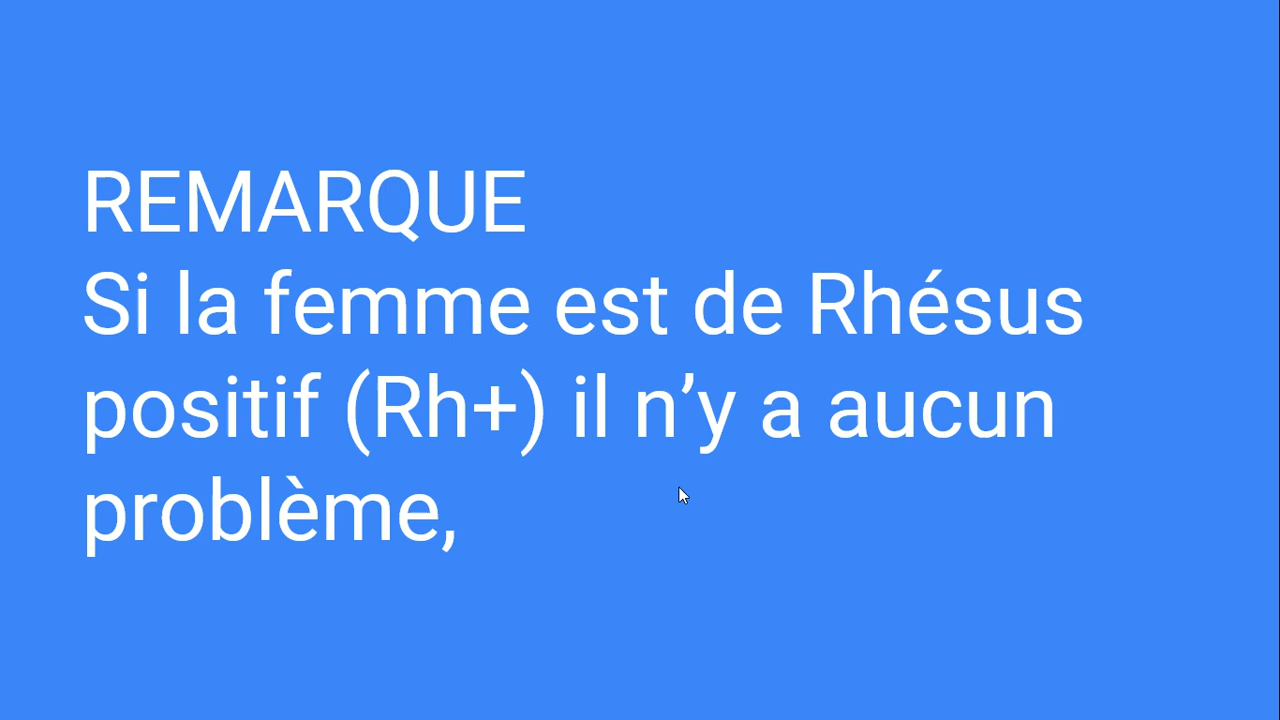 REMARQUE
Si la femme est de Rhésus
positif (Rh+) il n’y a aucun
problème,